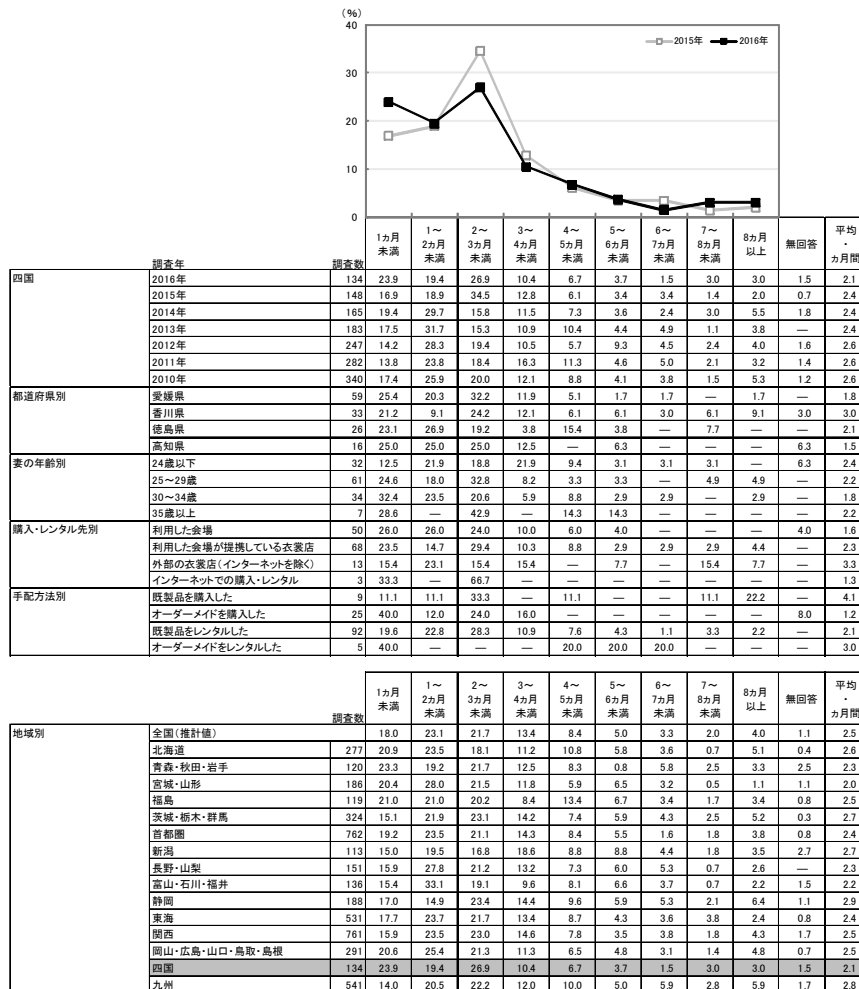 (%)
40
30
20
10
0
2015年 2016年
調査年 調査数 1ヵ月未満 1～2ヵ月未満 2～3ヵ月未満 3～4ヵ月未満 4～5ヵ月未満 5～6ヵ月未満 6～7ヵ月未満 7～8ヵ月未満 8ヵ月以上 無回答 平均・ヵ月間
四国 2016年 134 23.9 19.4 26.9 10.4 6.7 3.7 1.5 3.0 3.0 1.5 2.1
2015年 148 16.9 18.9 34.5 12.8 6.1 3.4 3.4 1.4 2.0 0.7 2.4
2014年 165 19.4 29.7 15.8 11.5 7.3 3.6 2.4 3.0 5.5 1.8 2.4
2013年 183 17.5 31.7 15.3 10.9 10.4 4.4 4.9 1.1 3.8 — 2.4
2012年 247 14.2 28.3 19.4 10.5 5.7 9.3 4.5 2.4 4.0 1.6 2.6
2011年 282 13.8 23.8 18.4 16.3 11.3 4.6 5.0 2.1 3.2 1.4 2.6
2010年 340 17.4 25.9 20.0 12.1 8.8 4.1 3.8 1.5 5.3 1.2 2.6
都道府県別 愛媛県 59 25.4 20.3 32.2 11.9 5.1 1.7 1.7 — 1.7 — 1.8
香川県 33 21.2 9.1 24.2 12.1 6.1 6.1 3.0 6.1 9.1 3.0 3.0
徳島県 26 23.1 26.9 19.2 3.8 15.4 3.8 — 7.7 — — 2.1
高知県 16 25.0 25.0 25.0 12.5 — 6.3 — — — 6.3 1.5
妻の年齢別 24歳以下 32 12.5 21.9 18.8 21.9 9.4 3.1 3.1 3.1 — 6.3 2.4
25～29歳 61 24.6 18.0 32.8 8.2 3.3 3.3 — 4.9 4.9 — 2.2
30～34歳 34 32.4 23.5 20.6 5.9 8.8 2.9 2.9 — 2.9 — 1.8
35歳以上 7 28.6 — 42.9 — 14.3 14.3 — — — — 2.2
購入・レンタル先別 利用した会場 50 26.0 26.0 24.0 10.0 6.0 4.0 — — — 4.0 1.6
利用した会場が提携している衣裳店 68 23.5 14.7 29.4 10.3 8.8 2.9 2.9 2.9 4.4 — 2.3
外部の衣裳店(インターネットを除く) 13 15.4 23.1 15.4 15.4 — 7.7 — 15.4 7.7 — 3.3
インターネットでの購入・レンタル 3 33.3 — 66.7 — — — — — — — 1.3
手配方法別 既製品を購入した 9 11.1 11.1 33.3 — 11.1 — — 11.1 22.2 — 4.1
オーダーメイドを購入した 25 40.0 12.0 24.0 16.0 — — — — — 8.0 1.2
既製品をレンタルした 92 19.6 22.8 28.3 10.9 7.6 4.3 1.1 3.3 2.2 — 2.1
オーダーメイドをレンタルした 5 40.0 — — — 20.0 20.0 20.0 — — — 3.0
調査数 1ヵ月未満 1～2ヵ月未満 2～3ヵ月未満 3～4ヵ月未満 4～5ヵ月未満 5～6ヵ月未満 6～7ヵ月未満 7～8ヵ月未満 8ヵ月以上 無回答 平均・ヵ月間
地域別 全国(推計値) 18.0 23.1 21.7 13.4 8.4 5.0 3.3 2.0 4.0 1.1 2.5
北海道 277 20.9 23.5 18.1 11.2 10.8 5.8 3.6 0.7 5.1 0.4 2.6
青森・秋田・岩手 120 23.3 19.2 21.7 12.5 8.3 0.8 5.8 2.5 3.3 2.5 2.3
宮城・山形 186 20.4 28.0 21.5 11.8 5.9 6.5 3.2 0.5 1.1 1.1 2.0
福島 119 21.0 21.0 20.2 8.4 13.4 6.7 3.4 1.7 3.4 0.8 2.5
茨城・栃木・群馬 324 15.1 21.9 23.1 14.2 7.4 5.9 4.3 2.5 5.2 0.3 2.7
首都圏 762 19.2 23.5 21.1 14.3 8.4 5.5 1.6 1.8 3.8 0.8 2.4
新潟 113 15.0 19.5 16.8 18.6 8.8 8.8 4.4 1.8 3.5 2.7 2.7
長野・山梨 151 15.9 27.8 21.2 13.2 7.3 6.0 5.3 0.7 2.6 — 2.3
富山・石川・福井 136 15.4 33.1 19.1 9.6 8.1 6.6 3.7 0.7 2.2 1.5 2.2
静岡 188 17.0 14.9 23.4 14.4 9.6 5.9 5.3 2.1 6.4 1.1 2.9
東海 531 17.7 23.7 21.7 13.4 8.7 4.3 3.6 3.8 2.4 0.8 2.4
関西 761 15.9 23.5 23.0 14.6 7.8 3.5 3.8 1.8 4.3 1.7 2.5
岡山・広島・山口・鳥取・島根 291 20.6 25.4 21.3 11.3 6.5 4.8 3.1 1.4 4.8 0.7 2.5
四国 134 23.9 19.4 26.9 10.4 6.7 3.7 1.5 3.0 3.0 1.5 2.1
九州 541 14.0 20.5 22.2 12.0 10.0 5.0 5.9 2.8 5.9 1.7 2.8